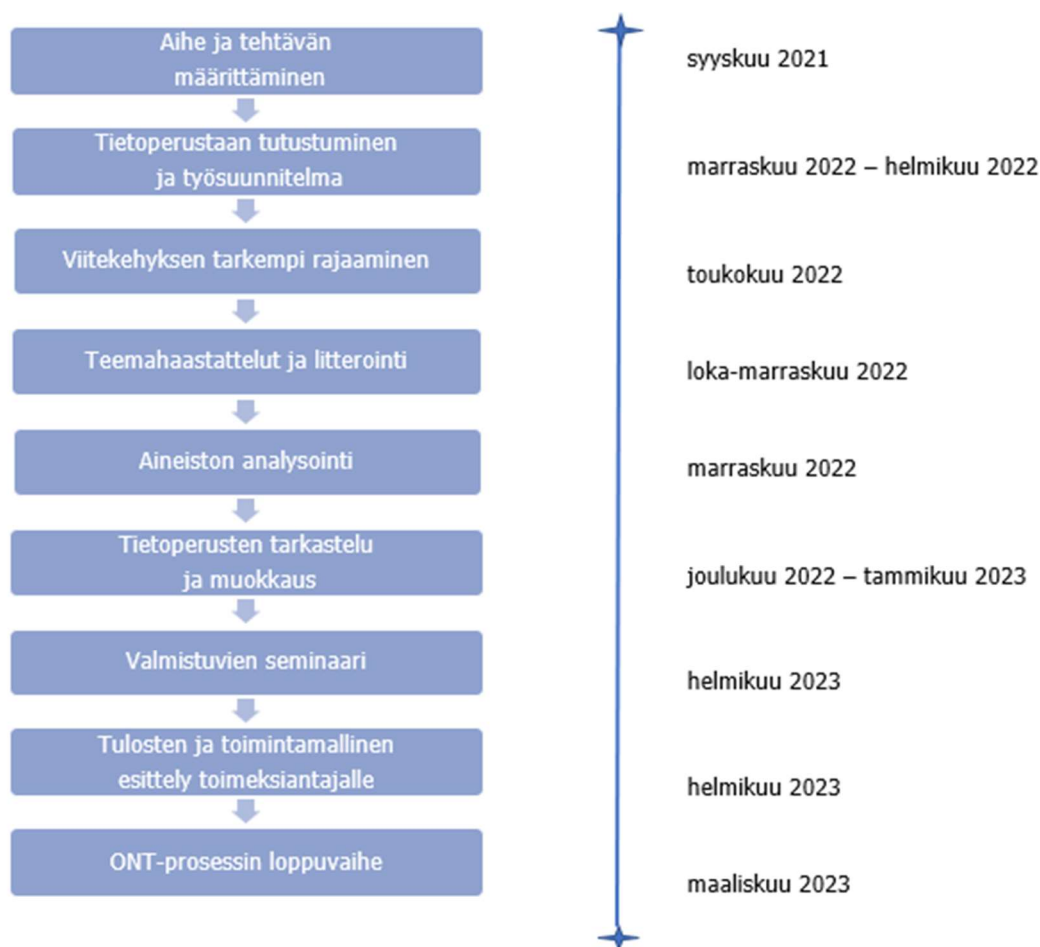 Aihe ja tehtävän
määrittäminen
syyskuu 2021
Tietoperustaan tutustuminen
ja työsuunnitelma
marraskuu 2022 – helmikuu 2022
Viitekehyksen tarkempi rajaaminen
toukokuu 2022
Teemahaastattelut ja litterointi
loka-marraskuu 2022
Aineiston analysointi
marraskuu 2022
Tietoperusten tarkastelu
ja muokkaus
joulukuu 2022 – tammikuu 2023
Valmistuvien seminaari
helmikuu 2023
Tulosten ja toimintamallinen
esittely toimeksiantajalle
helmikuu 2023
ONT-prosessin loppuvaihe
maaliskuu 2023